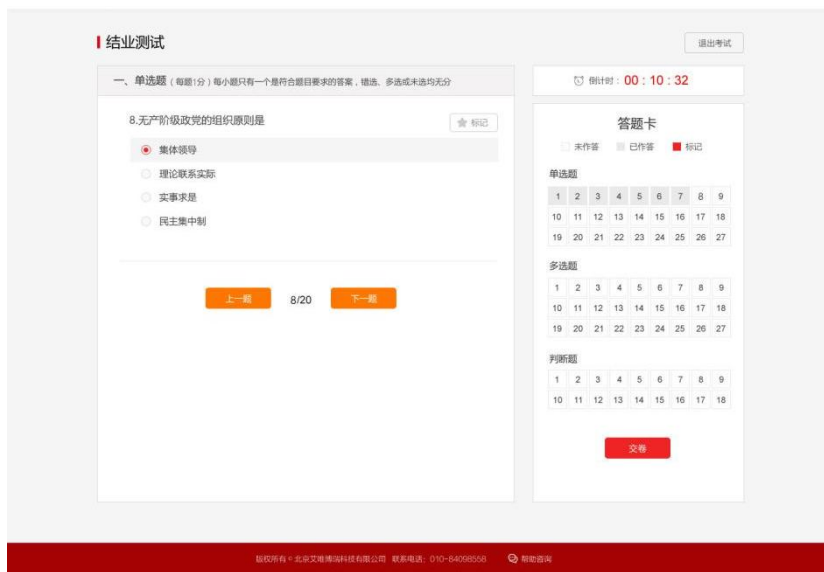 结业测试
退出考试
一、单选题（每题1分）每小题只有一个是符合题目要求的答案，错选、多选或未选均无分
倒计时：00：10：32
8.无产阶级政党的组织原则是
标记
集体领导
理论联系实际
实事求是
民主集中制
上一题 8/20 下一题
答题卡
未作答 已作答 标记
单选题
1 2 3 4 5 6 7 8 9
10 11 12 13 14 15 16 17 18
19 20 21 22 23 24 25 26 27
多选题
1 2 3 4 5 6 7 8 9
10 11 12 13 14 15 16 17 18
19 20 21 22 23 24 25 26 27
判断题
1 2 3 4 5 6 7 8 9
10 11 12 13 14 15 16 17 18
交卷
版权所有©北京艾唯博瑞科技有限公司 联系电话：010-84098558 帮助咨询